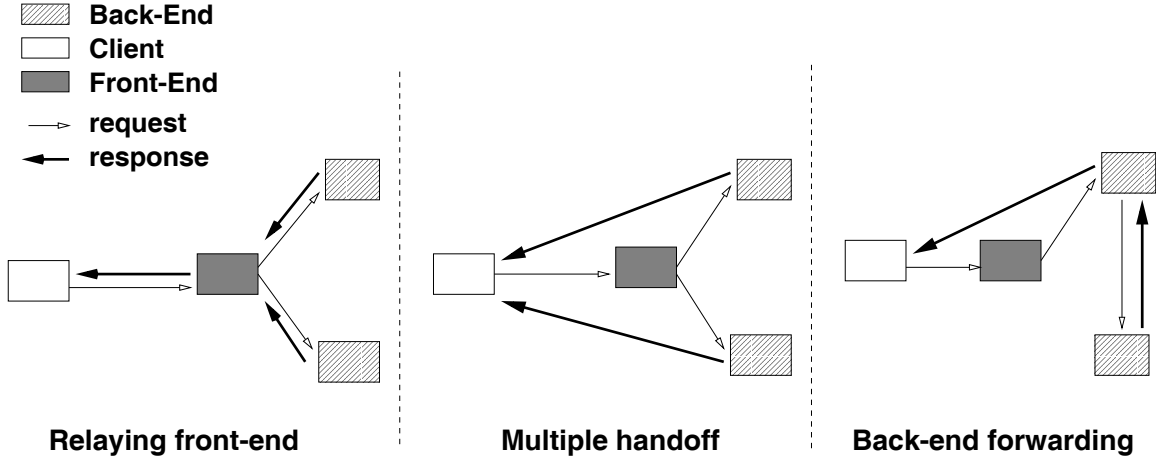 Back-End
Client
Front-End
request
response
Relaying front-end
Multiple handoff
Back-end forwarding